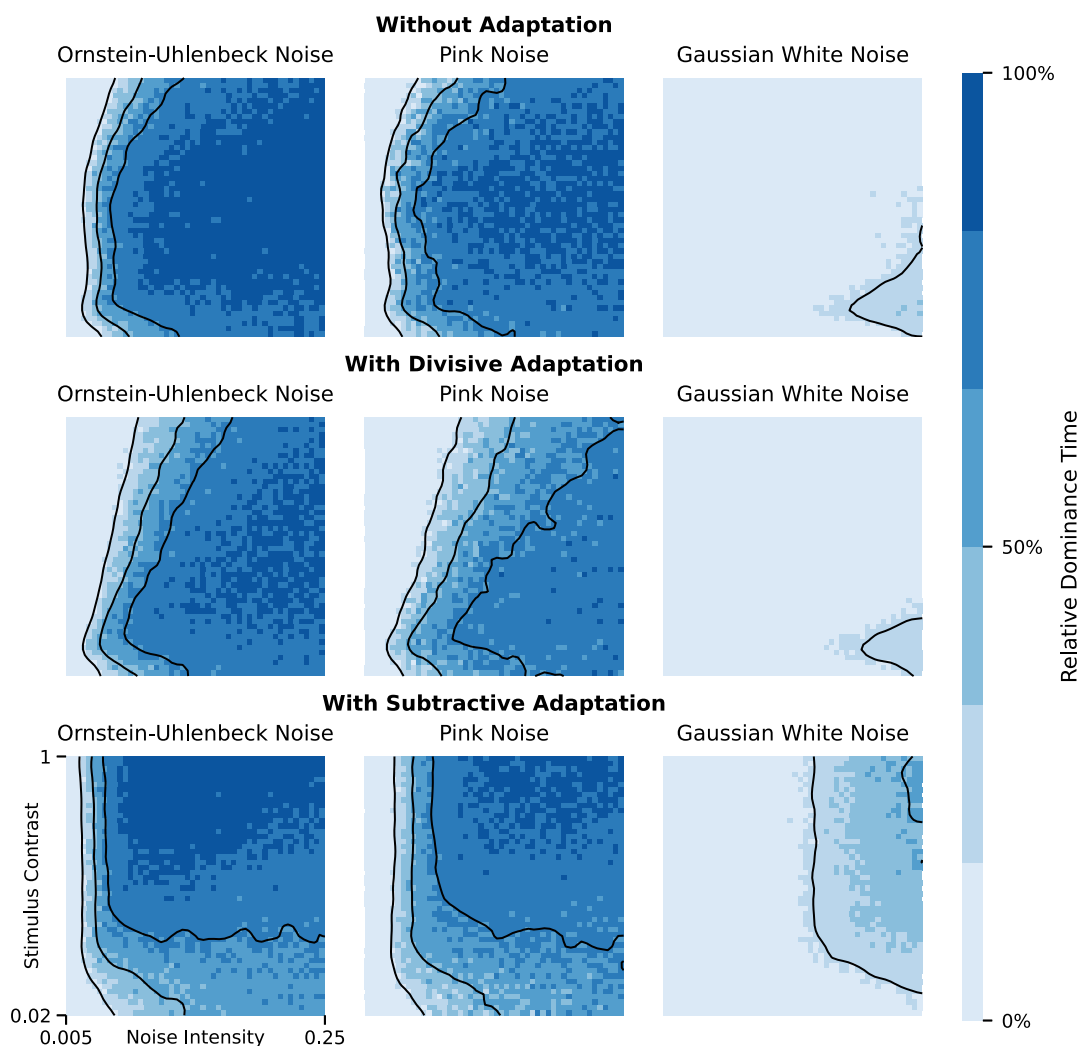 Without Adaptation
Ornstein-Uhlenbeck Noise
Pink Noise
Gaussian White Noise
100%
With Divisive Adaptation
Ornstein-Uhlenbeck Noise
Pink Noise
Gaussian White Noise
50%
Relative Dominance Time
With Subtractive Adaptation
Ornstein-Uhlenbeck Noise
Pink Noise
Gaussian White Noise
1
Stimulus Contrast
0.02
0%
0.005
Noise Intensity
0.25